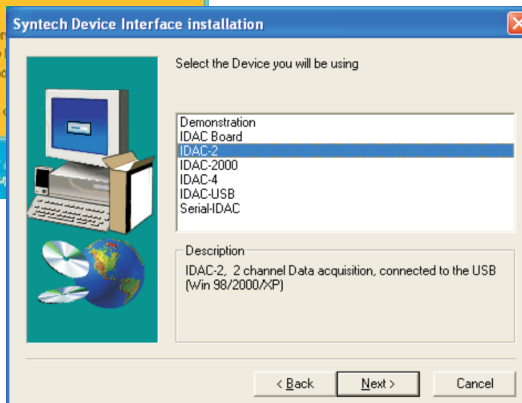 Syntech Device Interface installation
Select the Device you will be using
Demonstration
IDAC Board
IDAC-2
IDAC-2000
IDAC-4
IDAC-USB
Serial-IDAC
Description
IDAC-2, 2 channel Data acquisition, connected to the USB
(Win 98/2000/XP)
< Back
Next >
Cancel